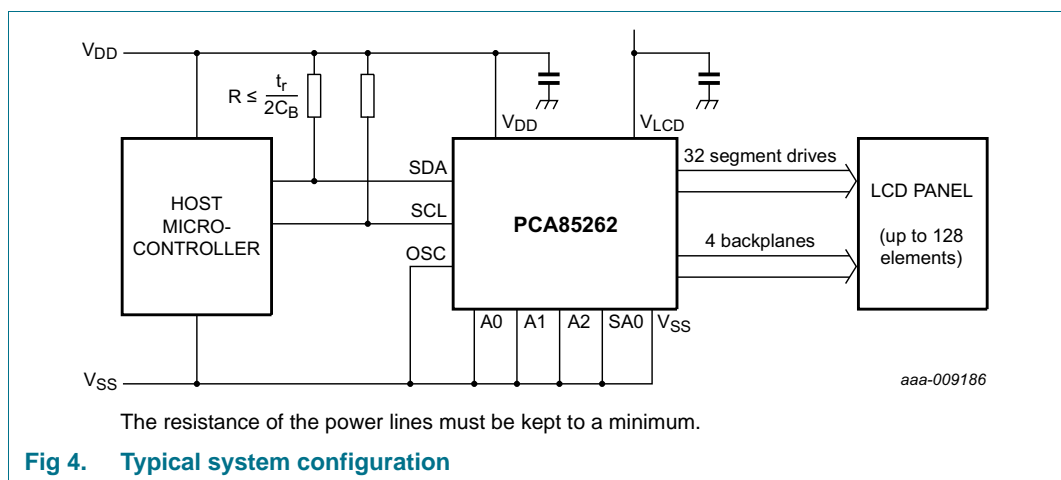 VDD
R ≤ tr
2CB
VDD
VLCD
HOST
MICRO-
CONTROLLER
SDA
SCL
OSC
PCA85262
32 segment drives
4 backplanes
LCD PANEL
(up to 128
elements)
A0 A1 A2 SA0 VSS
VSS
aaa-009186
The resistance of the power lines must be kept to a minimum.
Fig 4. Typical system configuration